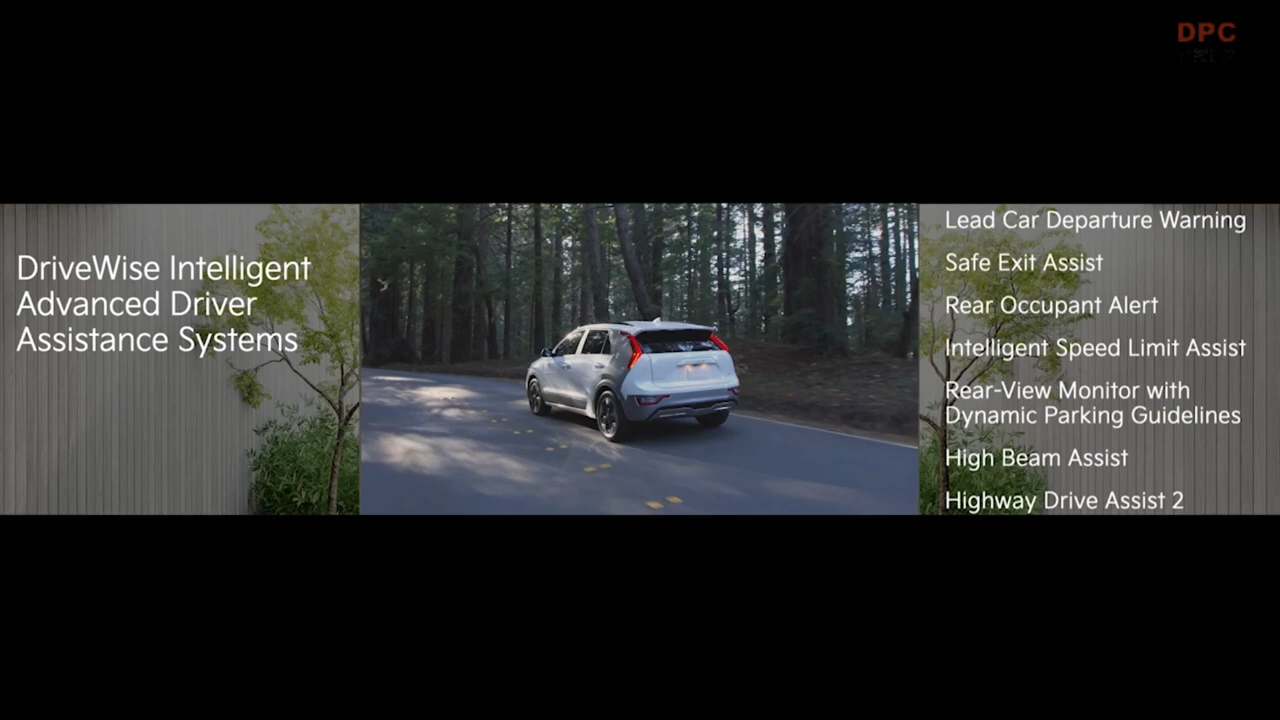 DPC
DriveWise Intelligent
Advanced Driver
Assistance Systems
Lead Car Departure Warning
Safe Exit Assist
Rear Occupant Alert
Intelligent Speed Limit Assist
Rear-View Monitor with
Dynamic Parking Guidelines
High Beam Assist
Highway Drive Assist 2